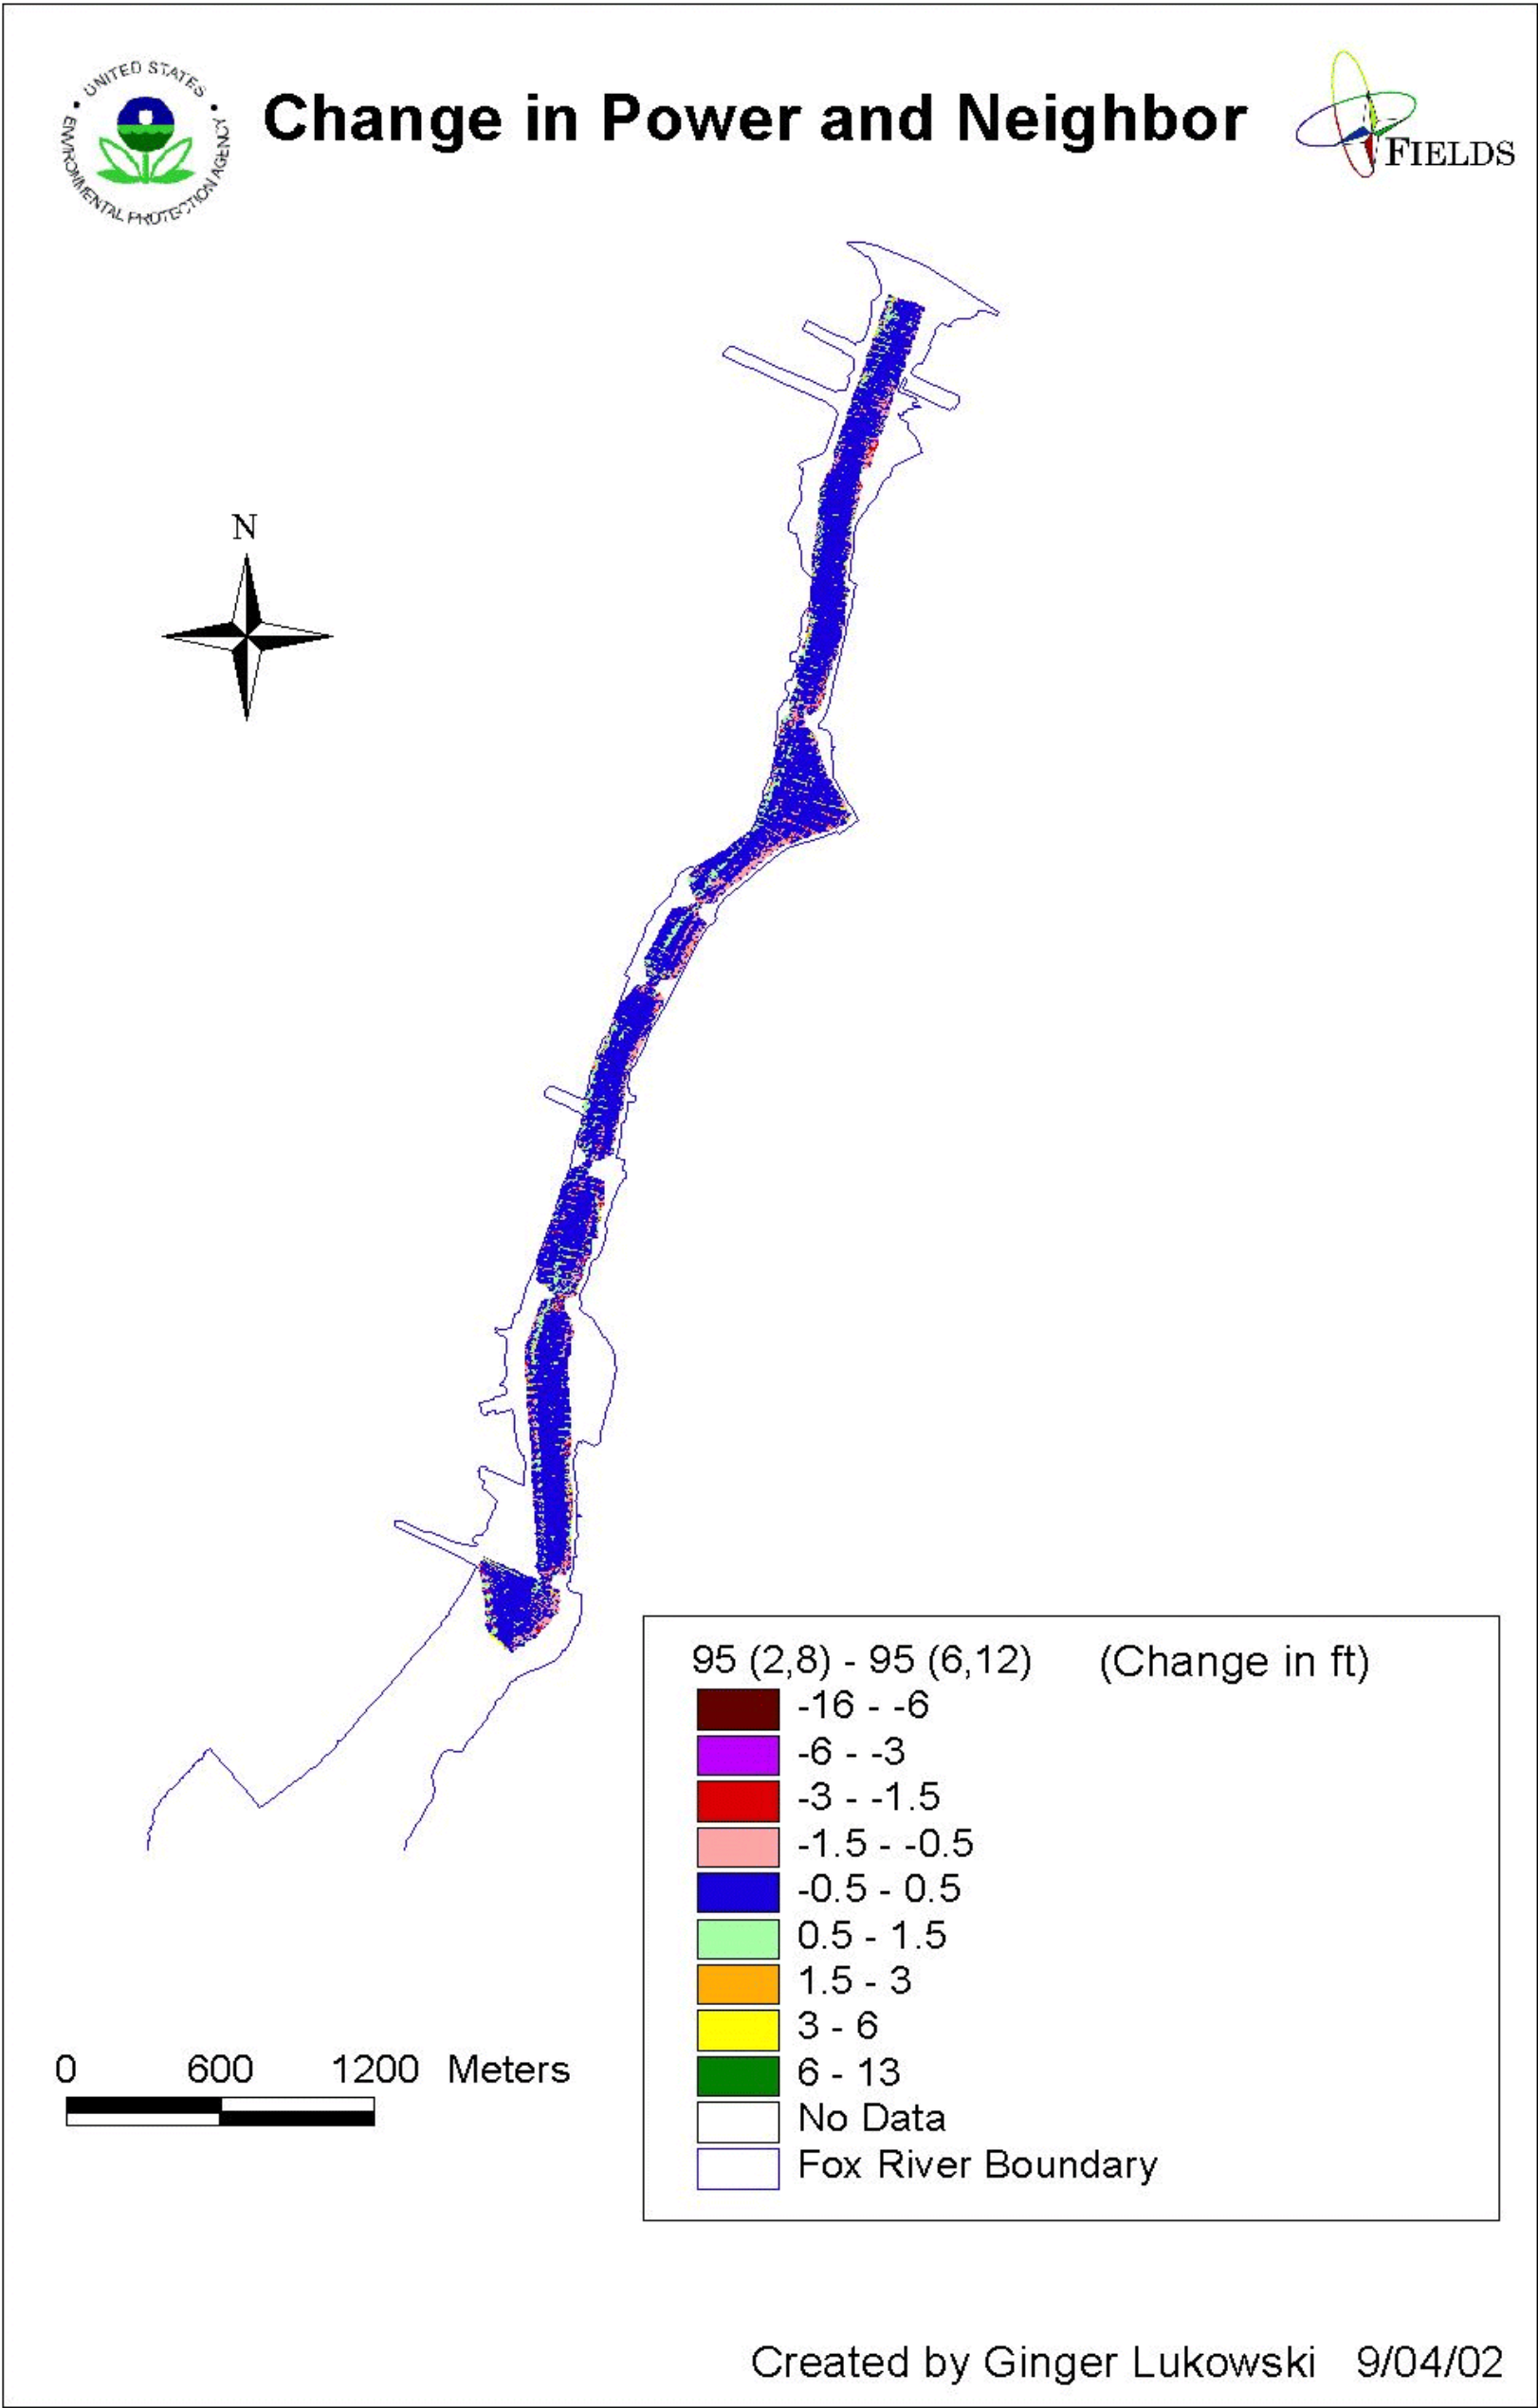 UNITED STATES
ENVIRONMENTAL PROTECTION AGENCY
Change in Power and Neighbor
FIELDS
N
95 (2,8) - 95 (6,12) (Change in ft)
-16 - -6
-6 - -3
-3 - -1.5
-1.5 - -0.5
-0.5 - 0.5
0.5 - 1.5
1.5 - 3
3 - 6
6 - 13
No Data
Fox River Boundary
0 600 1200 Meters
Created by Ginger Lukowski 9/04/02